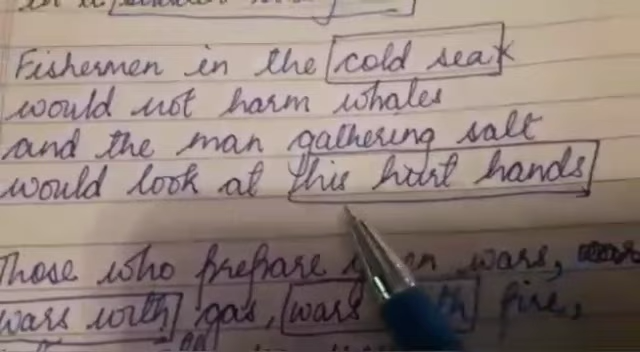 Fishermen in the cold sea
would not harm whales
and the man gathering salt
would look at this hurt hands
Those who prepare wars,
wars with gas, wars fire,